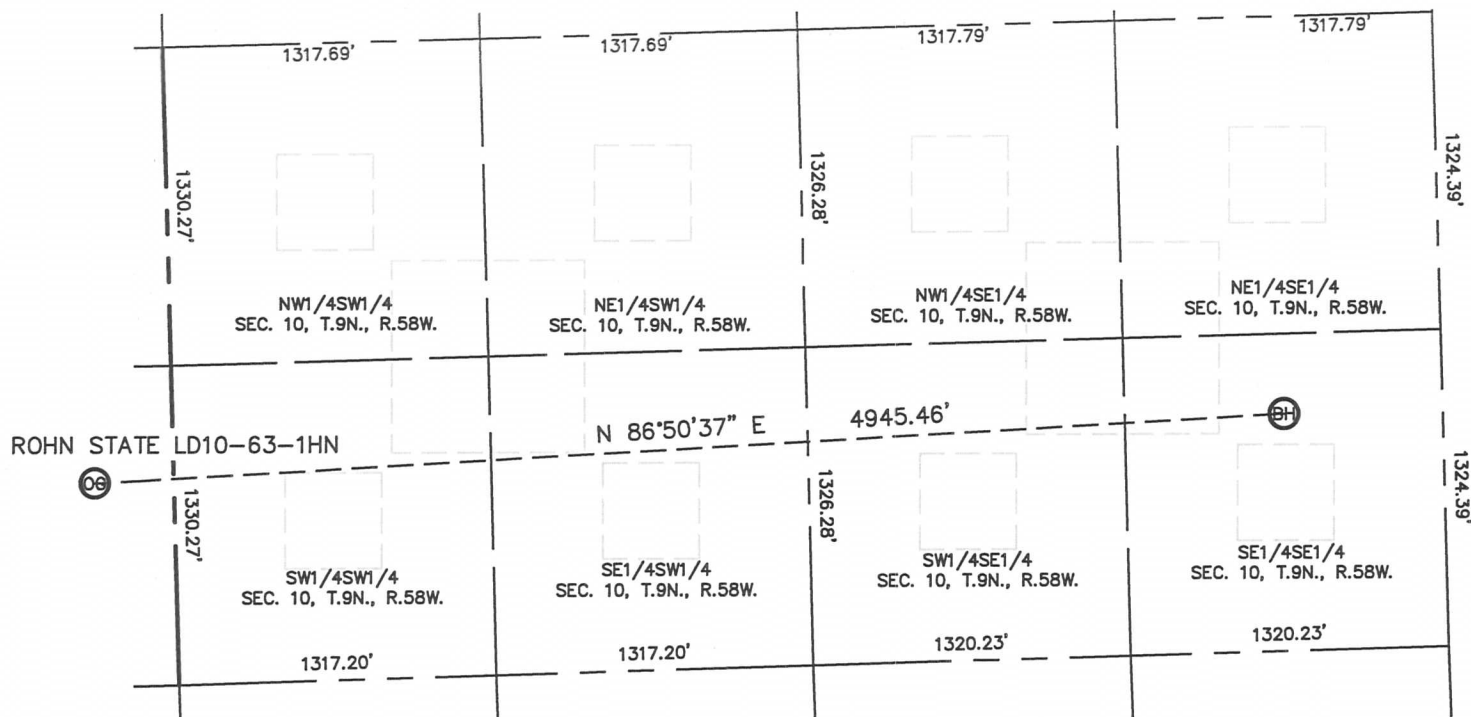 1317.69'
1317.69'
1317.79'
1317.79'
1330.27'
1326.28'
1324.39'
NW1/4SW1/4
SEC. 10, T.9N., R.58W.
NE1/4SW1/4
SEC. 10, T.9N., R.58W.
NW1/4SE1/4
SEC. 10, T.9N., R.58W.
NE1/4SE1/4
SEC. 10, T.9N., R.58W.
ROHN STATE LD10-63-1HN
OG
N 86°50'37" E
4945.46'
BH
1330.27'
1326.28'
1324.39'
SW1/4SW1/4
SEC. 10, T.9N., R.58W.
SE1/4SW1/4
SEC. 10, T.9N., R.58W.
SW1/4SE1/4
SEC. 10, T.9N., R.58W.
SE1/4SE1/4
SEC. 10, T.9N., R.58W.
1317.20'
1317.20'
1320.23'
1320.23'